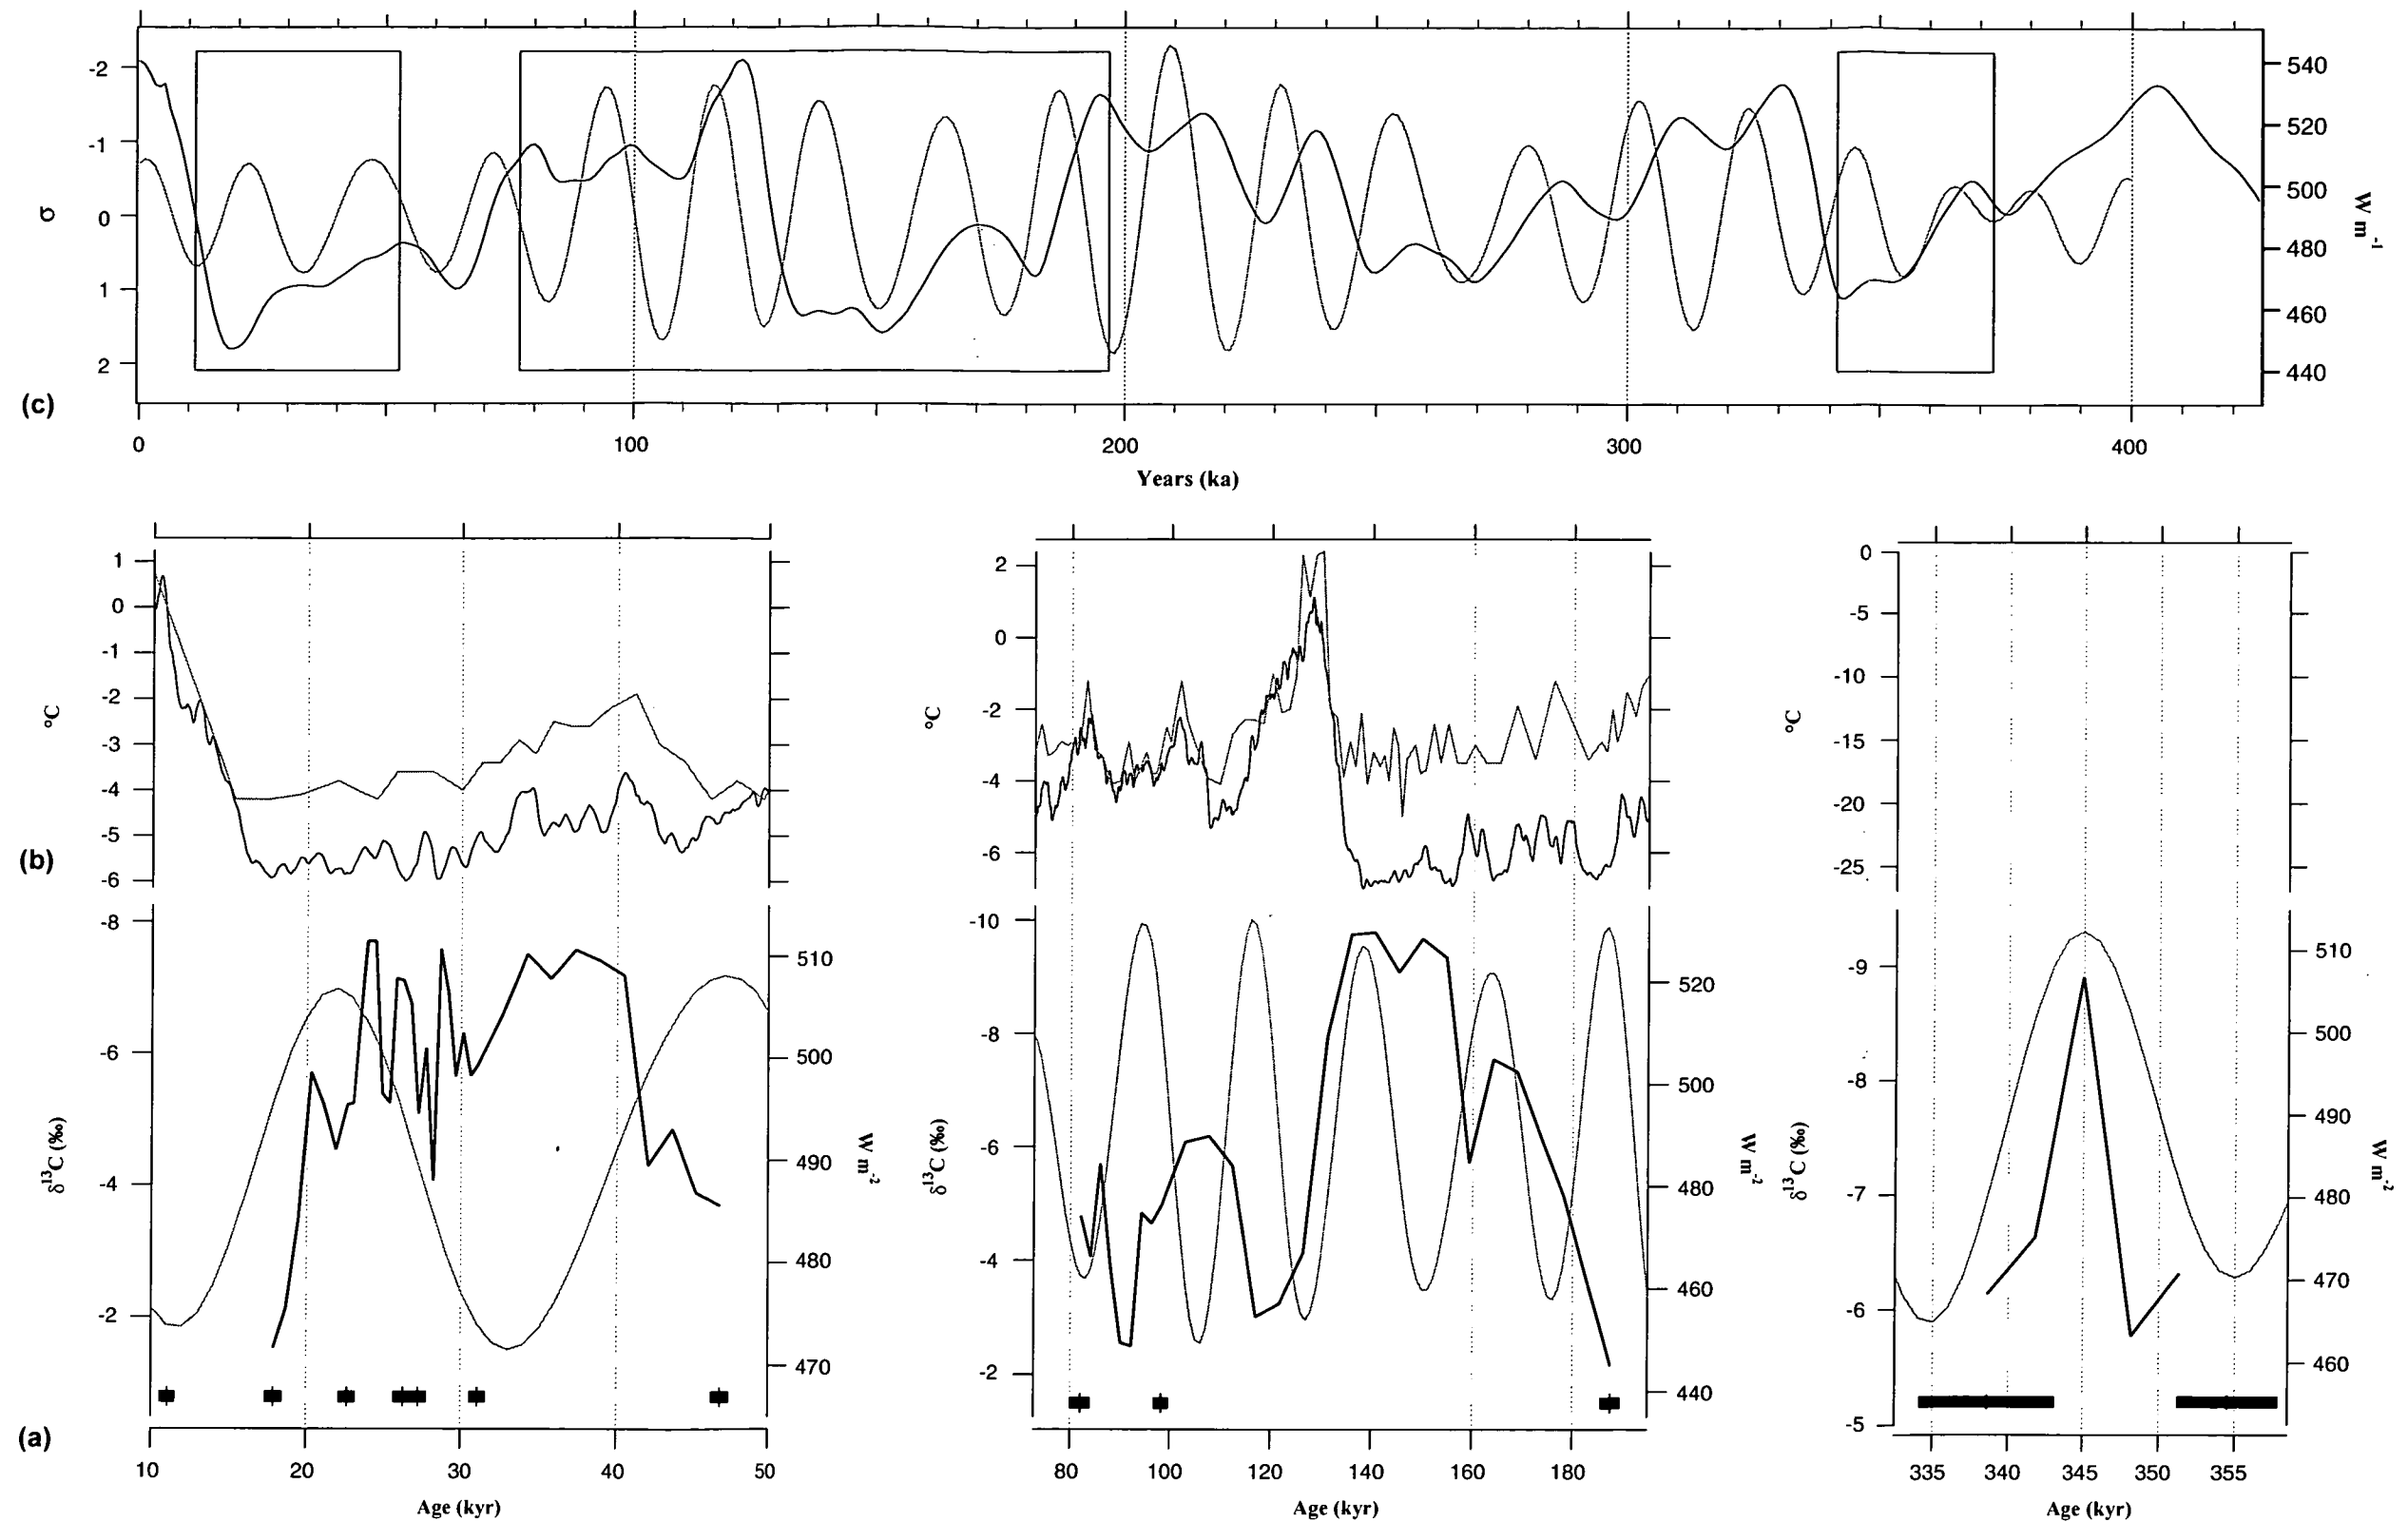 -2
-1
0
1
2
σ
540
520
500
480
460
440
W m⁻¹
(c)
0 100 200 300 400
Years (ka)
1
0
-1
-2
-3
-4
-5
-6
°C
2
0
-2
-4
-6
°C
0
-5
-10
-15
-20
-25
°C
(b)
-8
-6
-4
-2
δ¹³C (‰)
510
500
490
480
470
W m⁻²
-10
-8
-6
-4
-2
δ¹³C (‰)
520
500
480
460
440
W m⁻²
-9
-8
-7
-6
-5
δ¹³C (‰)
510
500
490
480
470
460
W m⁻²
(a)
10 20 30 40 50
Age (kyr)
80 100 120 140 160 180
Age (kyr)
335 340 345 350 355
Age (kyr)